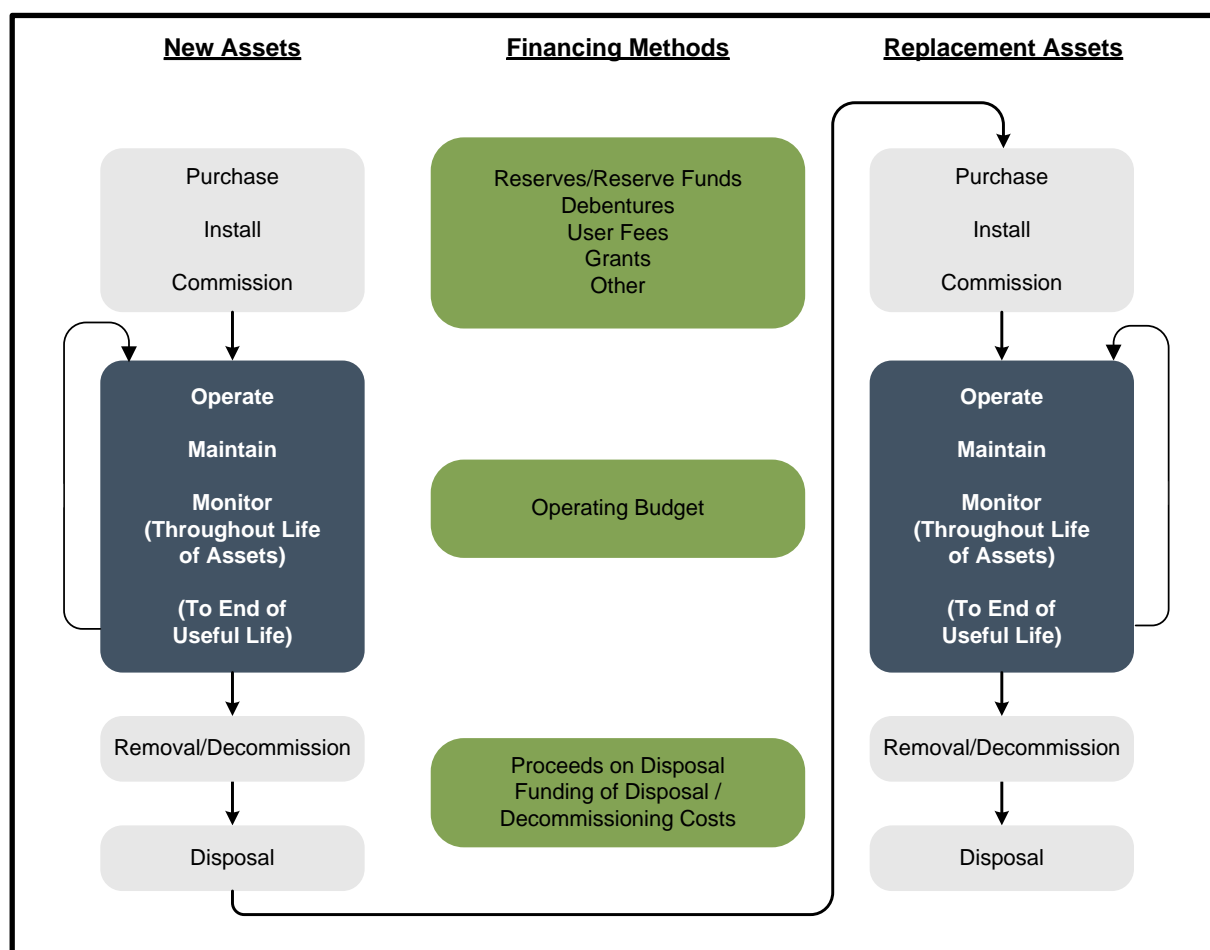 New Assets
Financing Methods
Replacement Assets
Purchase
Install
Commission
Operate
Maintain
Monitor
(Throughout Life
of Assets)
(To End of
Useful Life)
Removal/Decommission
Disposal
Reserves/Reserve Funds
Debentures
User Fees
Grants
Other
Operating Budget
Proceeds on Disposal
Funding of Disposal /
Decommissioning Costs
Purchase
Install
Commission
Operate
Maintain
Monitor
(Throughout Life
of Assets)
(To End of
Useful Life)
Removal/Decommission
Disposal